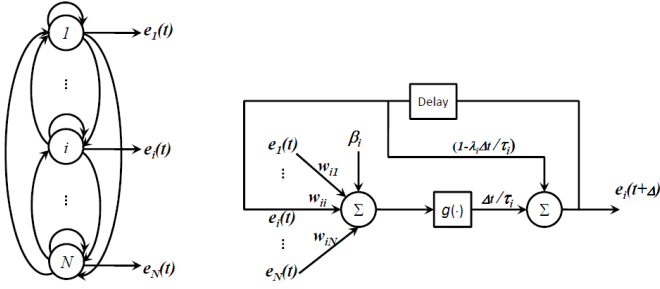 1
e1(t)
⋮
i
ei(t)
⋮
N
eN(t)
Delay
(1-λiΔt/τi)
βi
e1(t)
wi1
⋮
wii
ei(t)
Σ
g(·)
Δt/τi
Σ
ei(t+Δ)
⋮
wiN
eN(t)